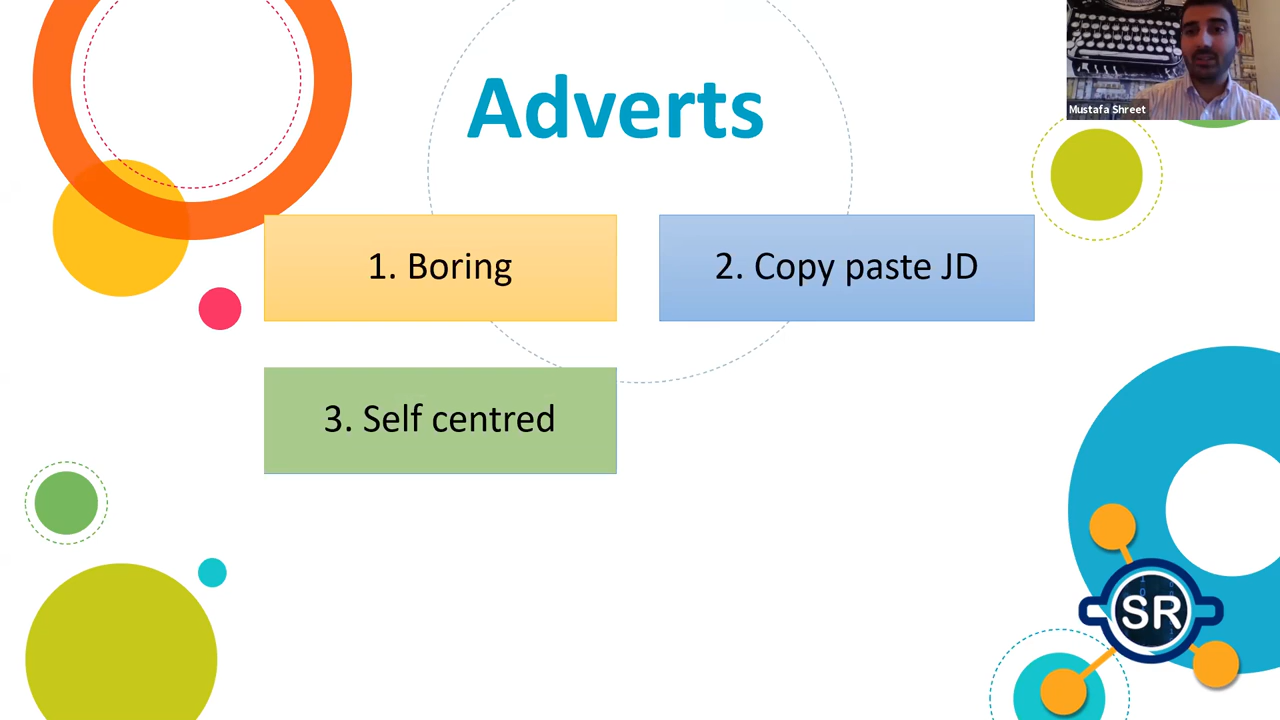 Adverts
Mustafa Shreet
1. Boring
2. Copy paste JD
3. Self centred
SR